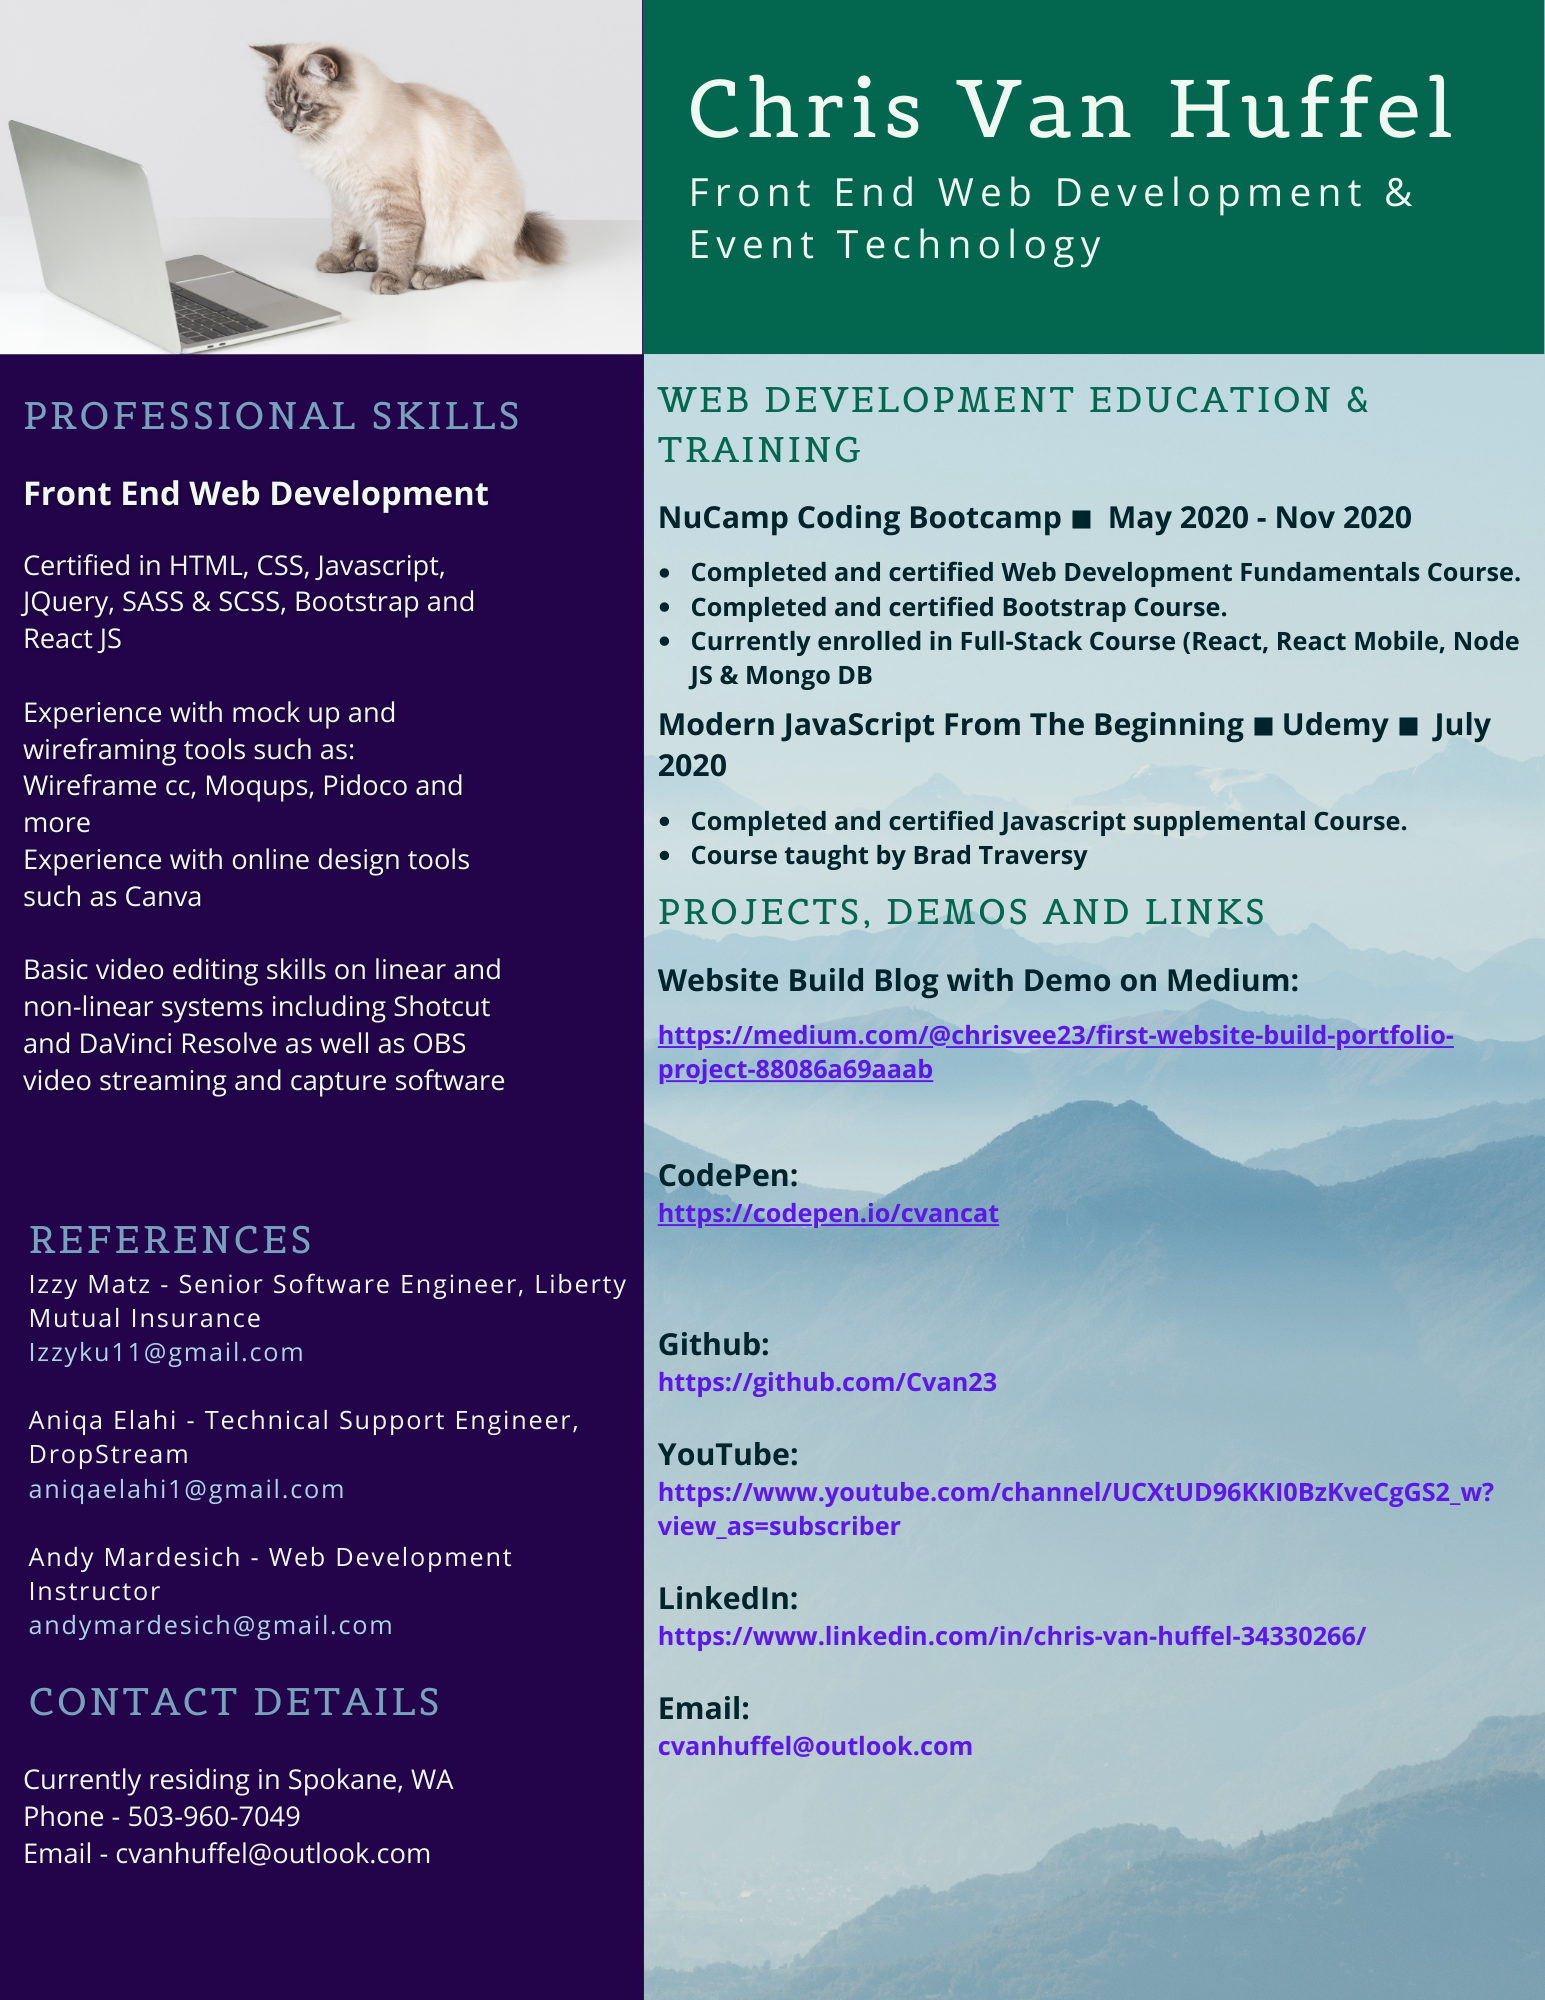 Chris Van Huffel
Front End Web Development &
Event Technology
PROFESSIONAL SKILLS
Front End Web Development
Certified in HTML, CSS, Javascript,
JQuery, SASS & SCSS, Bootstrap and
React JS
Experience with mock up and
wireframing tools such as:
Wireframe cc, Moqups, Pidoco and
more
Experience with online design tools
such as Canva
Basic video editing skills on linear and
non-linear systems including Shotcut
and DaVinci Resolve as well as OBS
video streaming and capture software
REFERENCES
Izzy Matz - Senior Software Engineer, Liberty
Mutual Insurance
Izzyku11@gmail.com
Aniqa Elahi - Technical Support Engineer,
DropStream
aniqaelahi1@gmail.com
Andy Mardesich - Web Development
Instructor
andymardesich@gmail.com
CONTACT DETAILS
Currently residing in Spokane, WA
Phone - 503-960-7049
Email - cvanhuffel@outlook.com
WEB DEVELOPMENT EDUCATION &
TRAINING
NuCamp Coding Bootcamp ■ May 2020 - Nov 2020
• Completed and certified Web Development Fundamentals Course.
• Completed and certified Bootstrap Course.
• Currently enrolled in Full-Stack Course (React, React Mobile, Node
JS & Mongo DB
Modern JavaScript From The Beginning ■ Udemy ■ July
2020
• Completed and certified Javascript supplemental Course.
• Course taught by Brad Traversy
PROJECTS, DEMOS AND LINKS
Website Build Blog with Demo on Medium:
https://medium.com/@chrisvee23/first-website-build-portfolio-
project-88086a69aaab
CodePen:
https://codepen.io/cvancat
Github:
https://github.com/Cvan23
YouTube:
https://www.youtube.com/channel/UCXtUD96KKI0BzKveCgGS2_w?
view_as=subscriber
LinkedIn:
https://www.linkedin.com/in/chris-van-huffel-34330266/
Email:
cvanhuffel@outlook.com